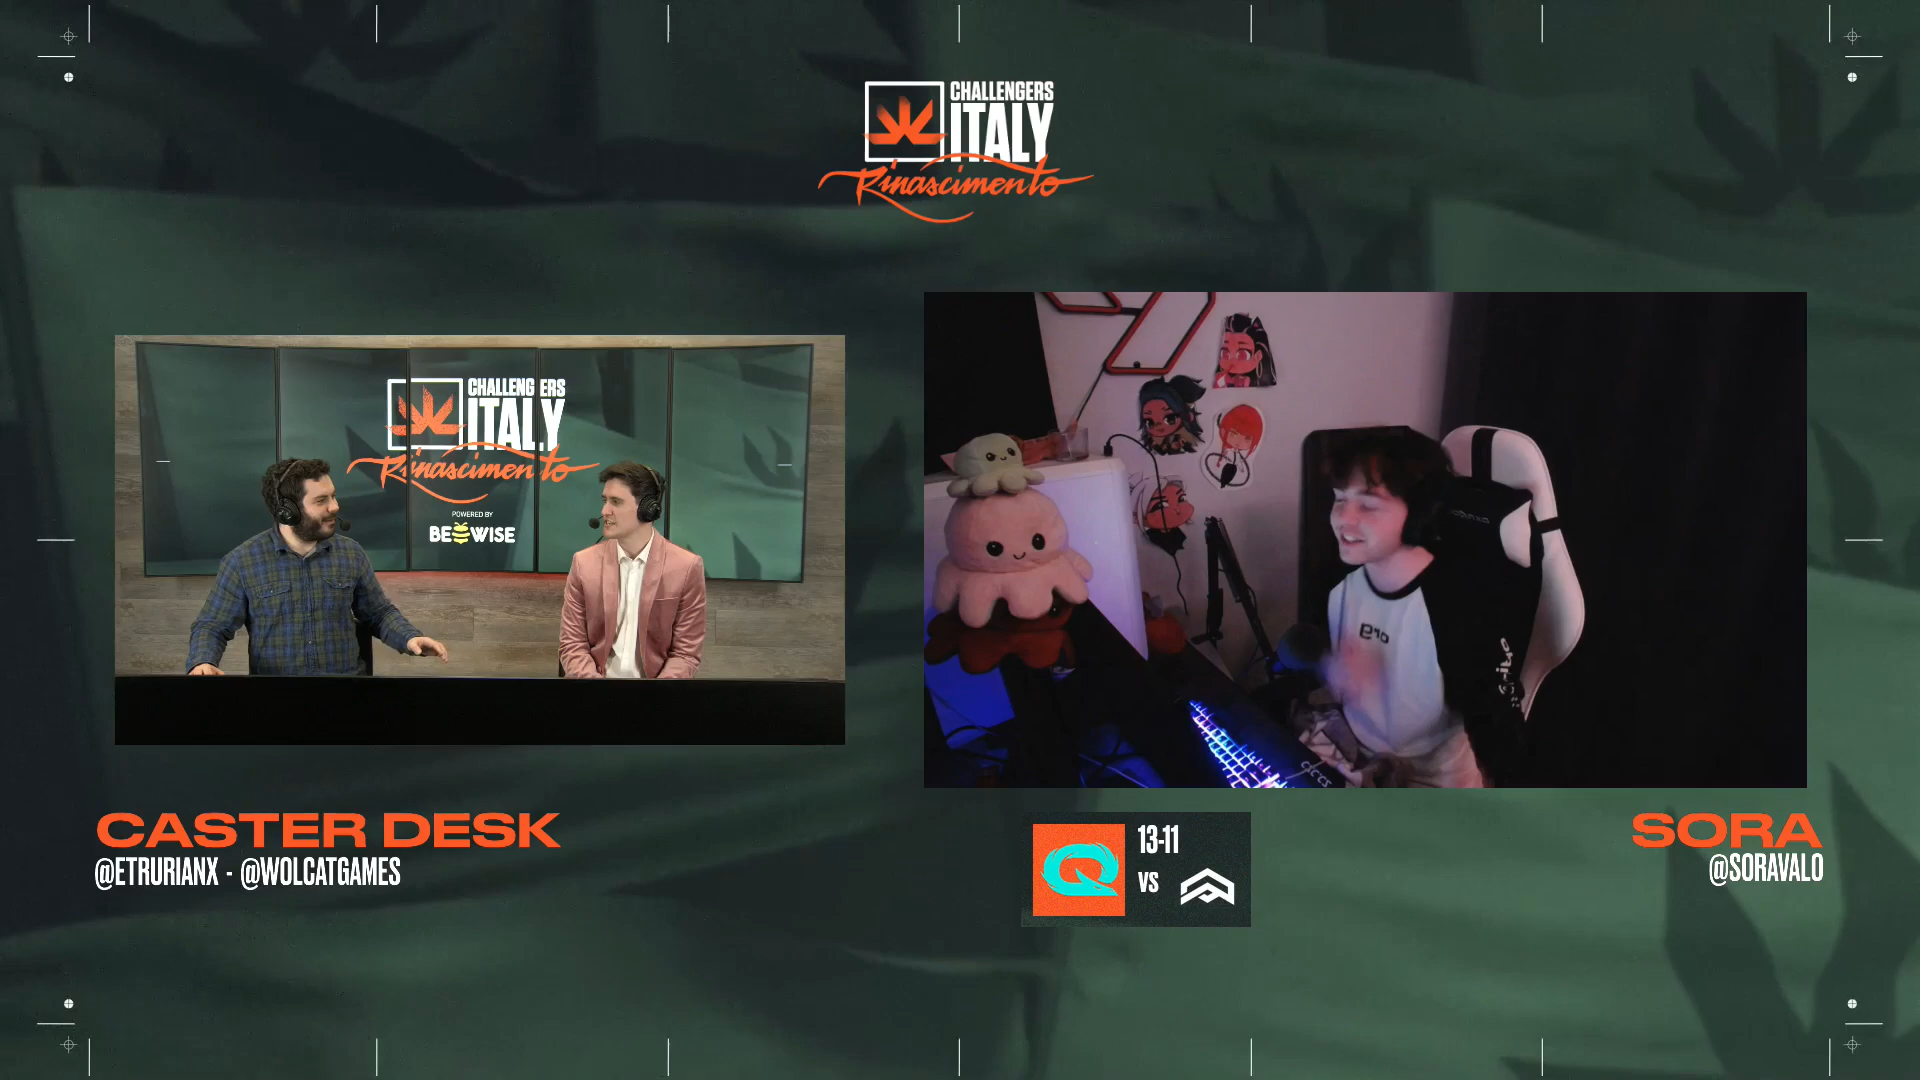 CHALLENGERS
ITALY
Rinascimento
CHALLENGERS
ITALY
Rinascimento
POWERED BY
BEWISE
CASTER DESK
@ETRURIANX - @WOLCATGAMES
13-11
VS
SORA
@SORAVALO